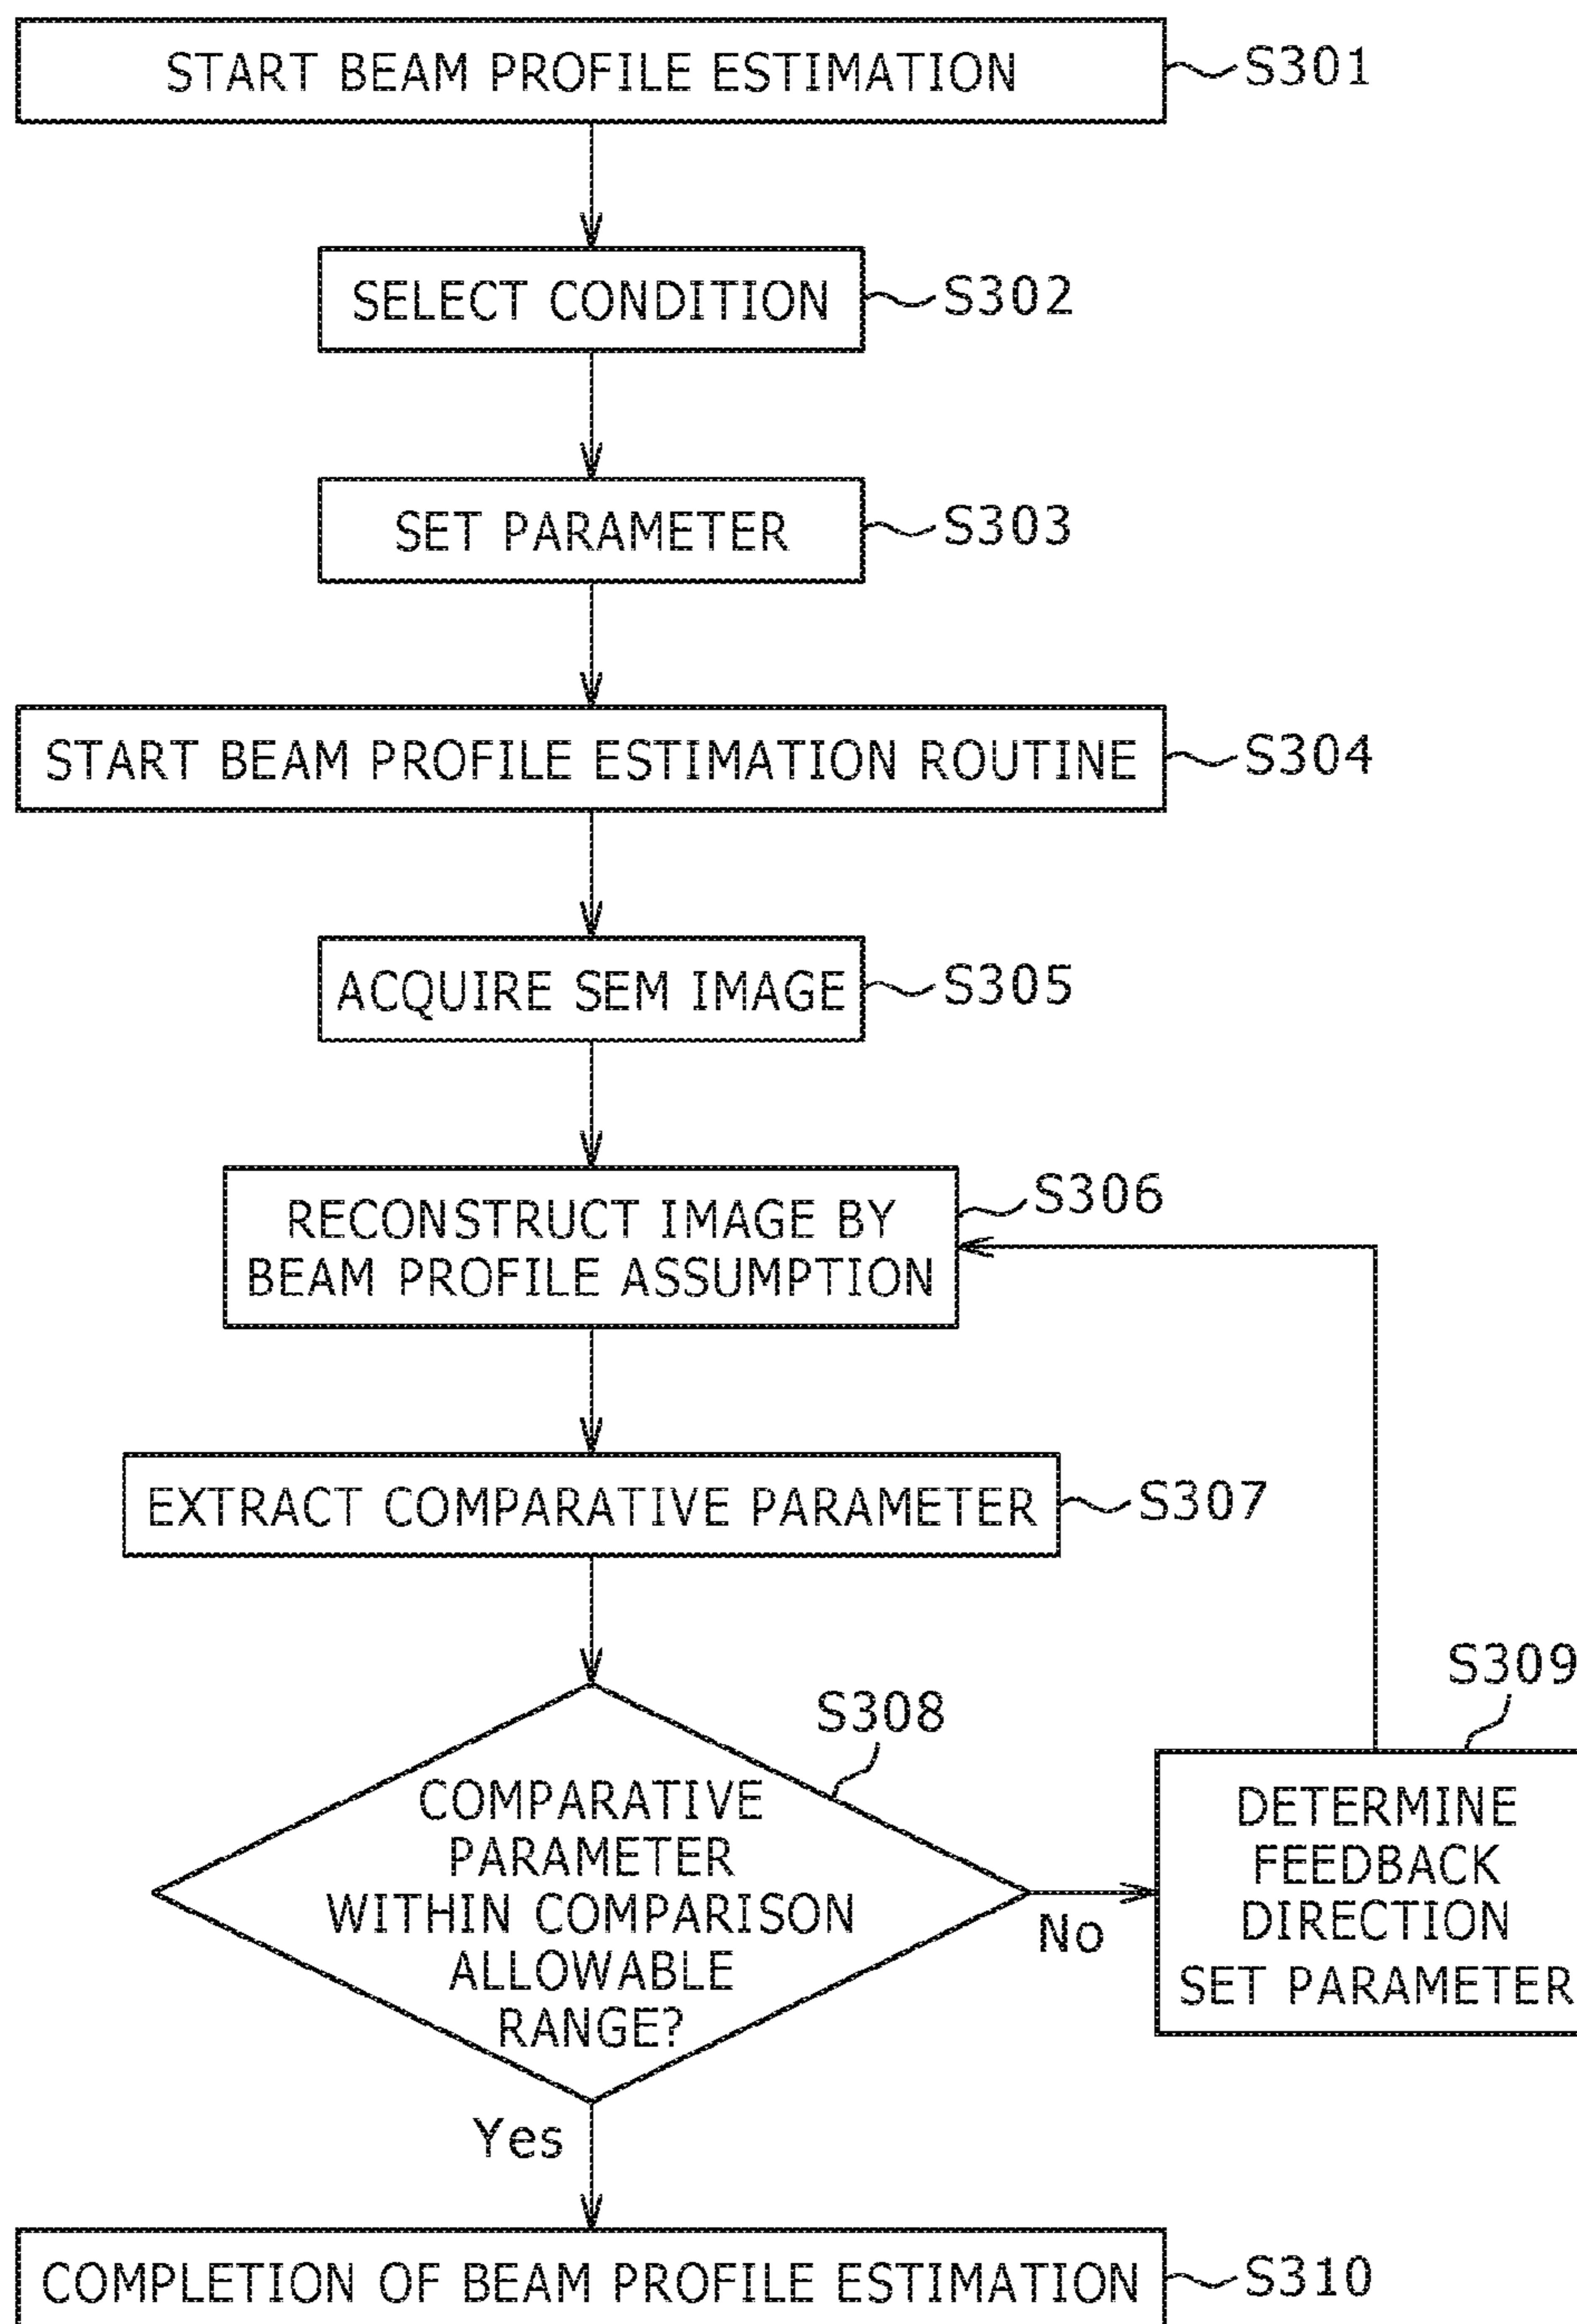 START BEAM PROFILE ESTIMATION
S301
SELECT CONDITION
S302
SET PARAMETER
S303
START BEAM PROFILE ESTIMATION ROUTINE
S304
ACQUIRE SEM IMAGE
S305
RECONSTRUCT IMAGE BY
BEAM PROFILE ASSUMPTION
S306
EXTRACT COMPARATIVE PARAMETER
S307
COMPARATIVE
PARAMETER
WITHIN COMPARISON
ALLOWABLE
RANGE?
S308
No
S309
DETERMINE
FEEDBACK
DIRECTION
SET PARAMETER
Yes
COMPLETION OF BEAM PROFILE ESTIMATION
S310